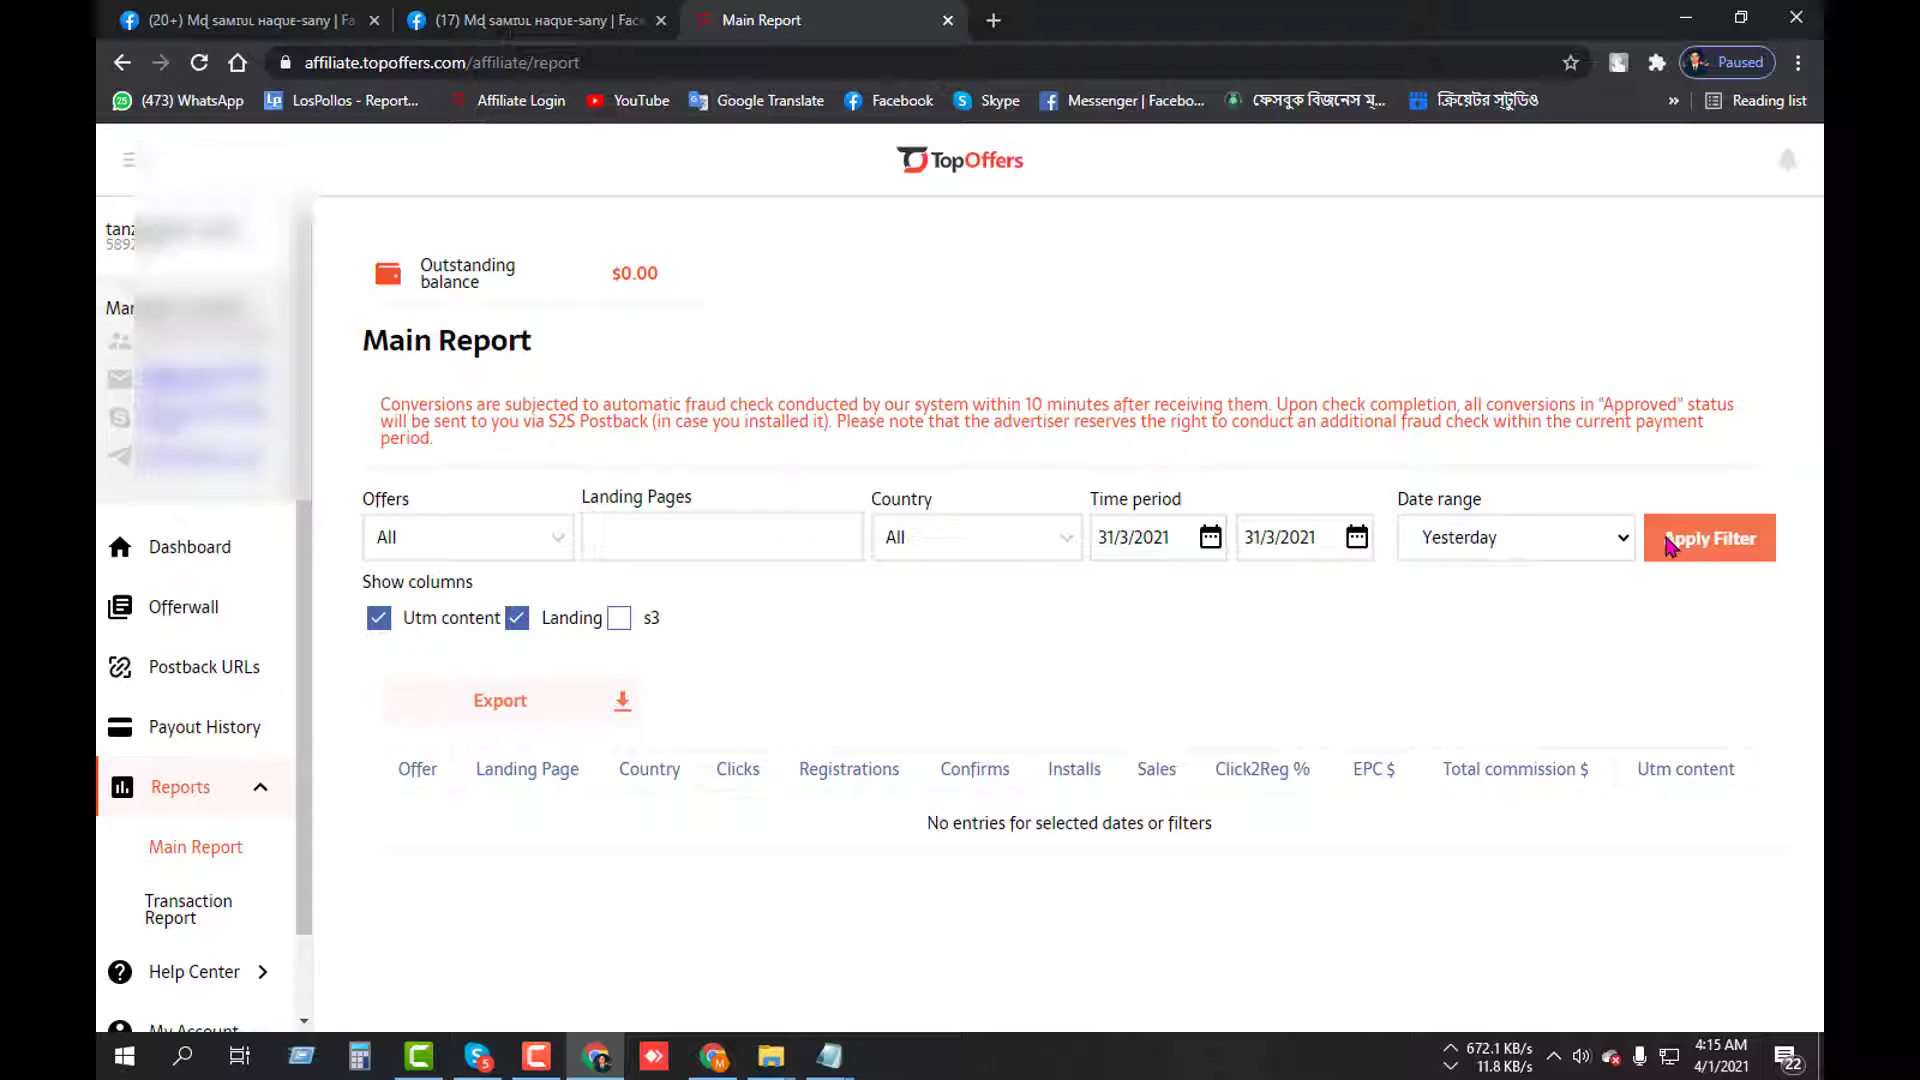 (20+) Md Samiul Haque-Sany | Fa
(17) Md Samiul Haque-Sany | Fac
Main Report
affiliate.topoffers.com/affiliate/report
Paused
(473) WhatsApp
LosPollos - Report...
Affiliate Login
YouTube
Google Translate
Facebook
Skype
Messenger | Facebo...
ফেসবুক বিজনেস ম্...
ক্রিয়েটর স্টুডিও
»
Reading list
TopOffers
tanz
5892
Outstanding
balance
$0.00
Mar
Main Report
Conversions are subjected to automatic fraud check conducted by our system within 10 minutes after receiving them. Upon check completion, all conversions in "Approved" status
will be sent to you via S2S Postback (in case you installed it). Please note that the advertiser reserves the right to conduct an additional fraud check within the current payment
period.
Offers
Landing Pages
Country
Time period
Date range
All
All
31/3/2021
31/3/2021
Yesterday
Apply Filter
Show columns
Utm content
Landing
s3
Dashboard
Offerwall
Postback URLs
Payout History
Reports
Main Report
Transaction
Report
Help Center
My Account
Export
Offer
Landing Page
Country
Clicks
Registrations
Confirms
Installs
Sales
Click2Reg %
EPC $
Total commission $
Utm content
No entries for selected dates or filters
672.1 KB/s
11.8 KB/s
4:15 AM
4/1/2021
22